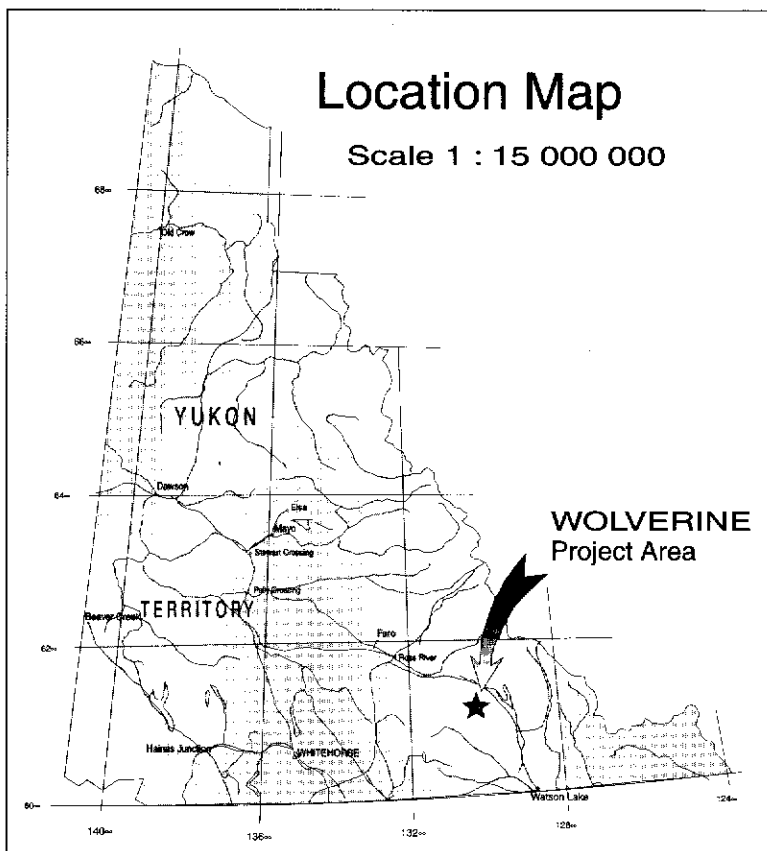 Location Map
Scale 1 : 15 000 000
68∞
Old Crow
66∞
YUKON
64∞
Dawson
Elsa
Mayo
Stewart Crossing
WOLVERINE
Project Area
Pelly Crossing
TERRITORY
Beaver Creek
Faro
62∞
Ross River
Haines Junction
WHITEHORSE
60∞
Watson Lake
140∞
136∞
132∞
128∞
124∞